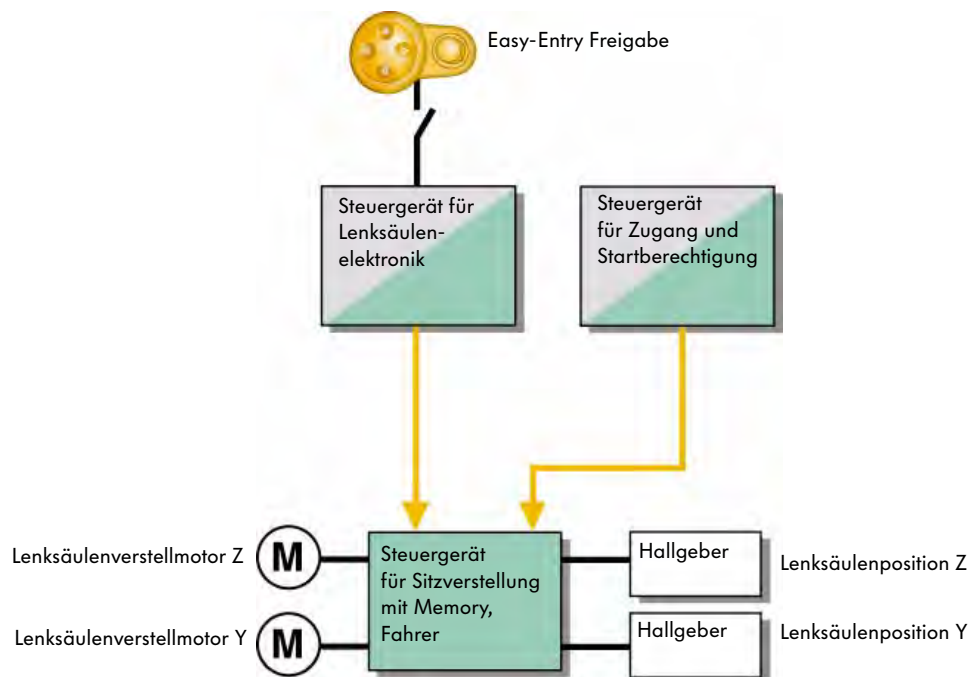 Easy-Entry Freigabe
Steuergerät für
Lenksäulen-
elektronik
Steuergerät
für Zugang und
Startberechtigung
Lenksäulenverstellmotor Z
M
Steuergerät
für Sitzverstellung
mit Memory,
Fahrer
Hallgeber
Lenksäulenposition Z
Lenksäulenverstellmotor Y
M
Hallgeber
Lenksäulenposition Y